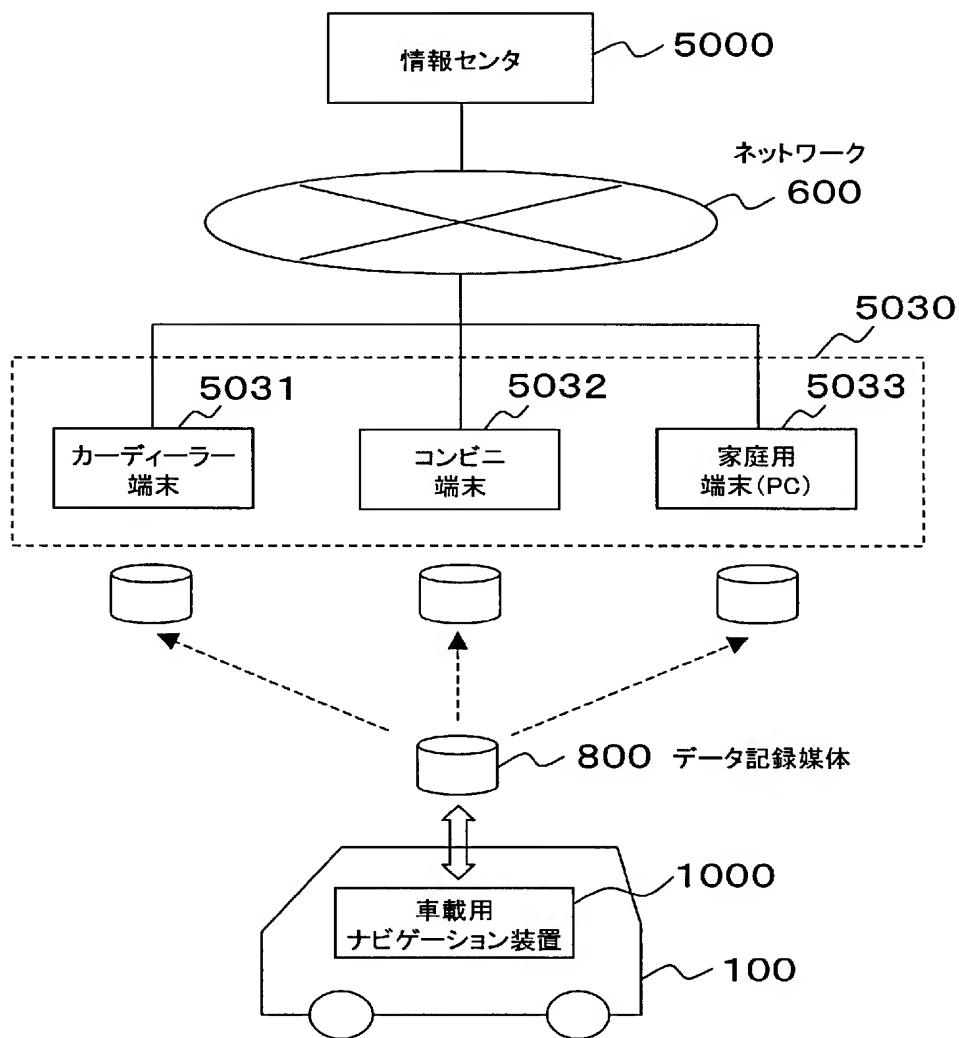 情報センタ
5000
ネットワーク
600
5030
5031
5032
5033
カーディーラー
端末
コンビニ
端末
家庭用
端末(PC)
800 データ記録媒体
1000
車載用
ナビゲーション装置
100